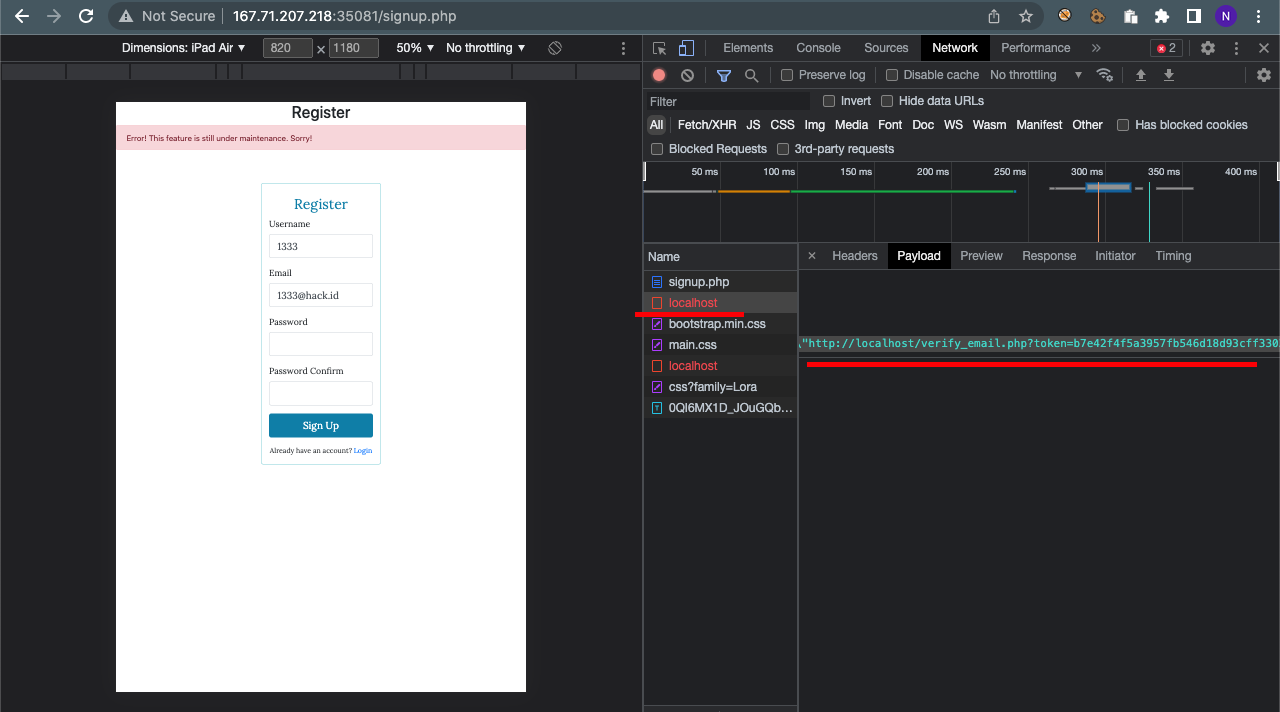 Not Secure 167.71.207.218:35081/signup.php N
Dimensions: iPad Air ▼ 820 × 1180 50% ▼ No throttling ▼
Elements Console Sources Network Performance » 2
Preserve log Disable cache No throttling ▼
Filter Invert Hide data URLs
All Fetch/XHR JS CSS Img Media Font Doc WS Wasm Manifest Other Has blocked cookies
Blocked Requests 3rd-party requests
50 ms 100 ms 150 ms 200 ms 250 ms 300 ms 350 ms 400 ms
Register
Error! This feature is still under maintenance. Sorry!
Register
Username
1333
Email
1333@hack.id
Password
Password Confirm
Sign Up
Already have an account? Login
Name
signup.php
localhost
bootstrap.min.css
main.css
localhost
css?family=Lora
0QI6MX1D_JOuGQb...
× Headers Payload Preview Response Initiator Timing
\"http://localhost/verify_email.php?token=b7e42f4f5a3957fb546d18d93cff330